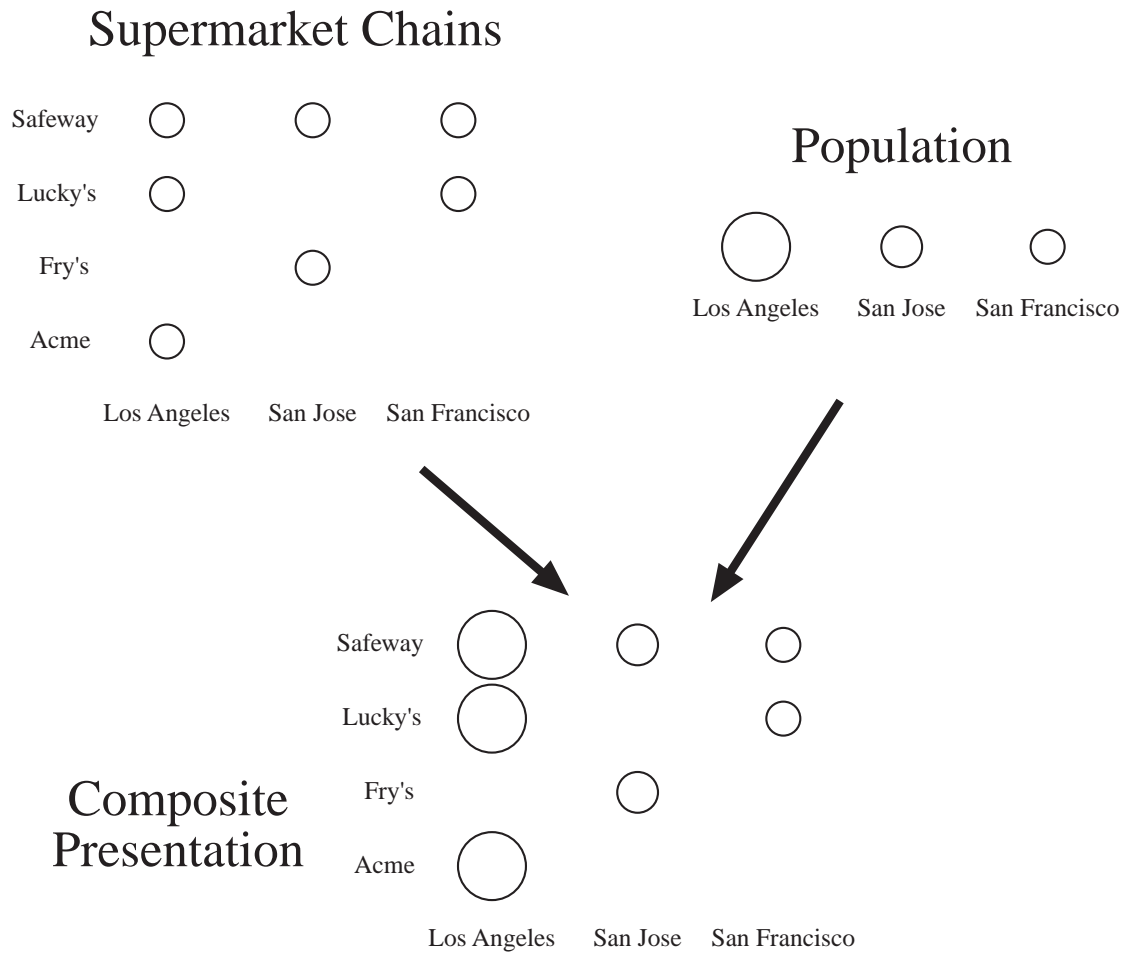 Supermarket Chains
Safeway
Lucky's
Fry's
Acme
Los Angeles San Jose San Francisco
Population
Los Angeles San Jose San Francisco
Safeway
Lucky's
Fry's
Acme
Los Angeles San Jose San Francisco
Composite
Presentation